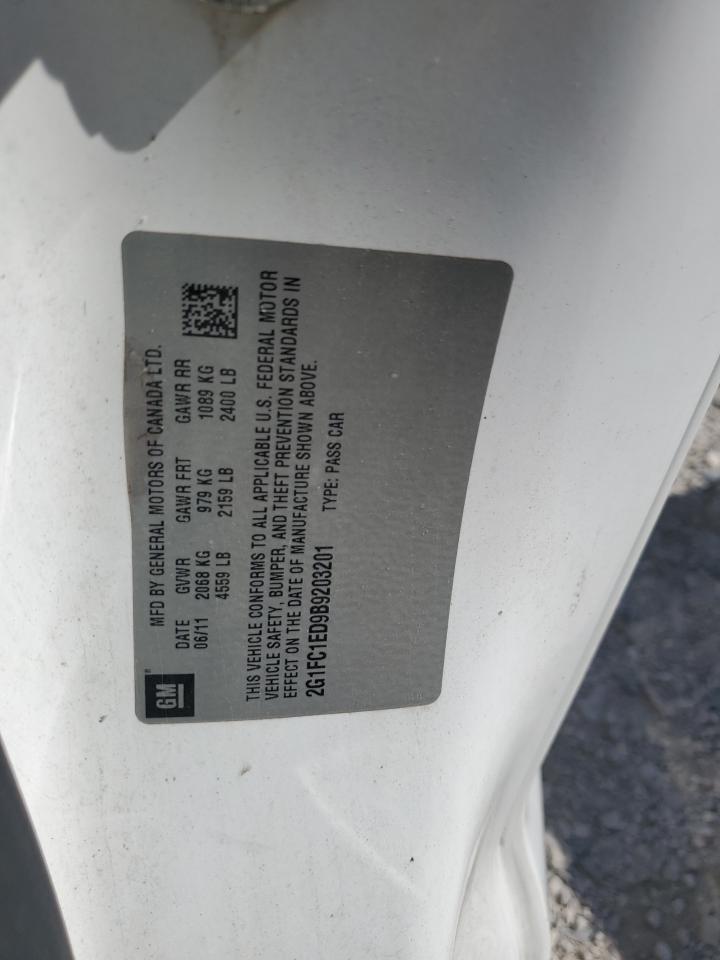 MFD BY GENERAL MOTORS OF CANADA LTD.
DATE GVWR GAWR FRT GAWR RR
06/11 2068 KG 979 KG 1089 KG
4559 LB 2159 LB 2400 LB
GM
THIS VEHICLE CONFORMS TO ALL APPLICABLE U.S. FEDERAL MOTOR
VEHICLE SAFETY, BUMPER, AND THEFT PREVENTION STANDARDS IN
EFFECT ON THE DATE OF MANUFACTURE SHOWN ABOVE.
2G1FC1ED9B9203201 TYPE: PASS CAR